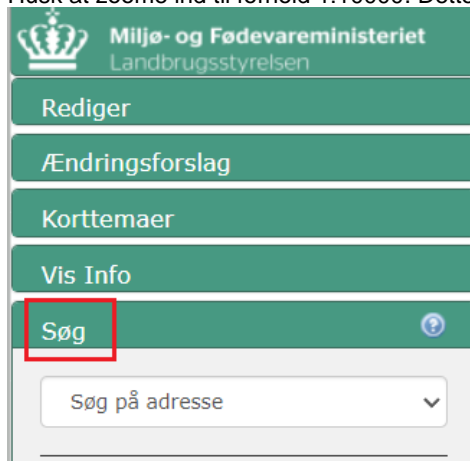 Miljø- og Fødevareministeriet
Landbrugsstyrelsen
Rediger
Ændringsforslag
Korttemaer
Vis Info
Søg
Søg på adresse